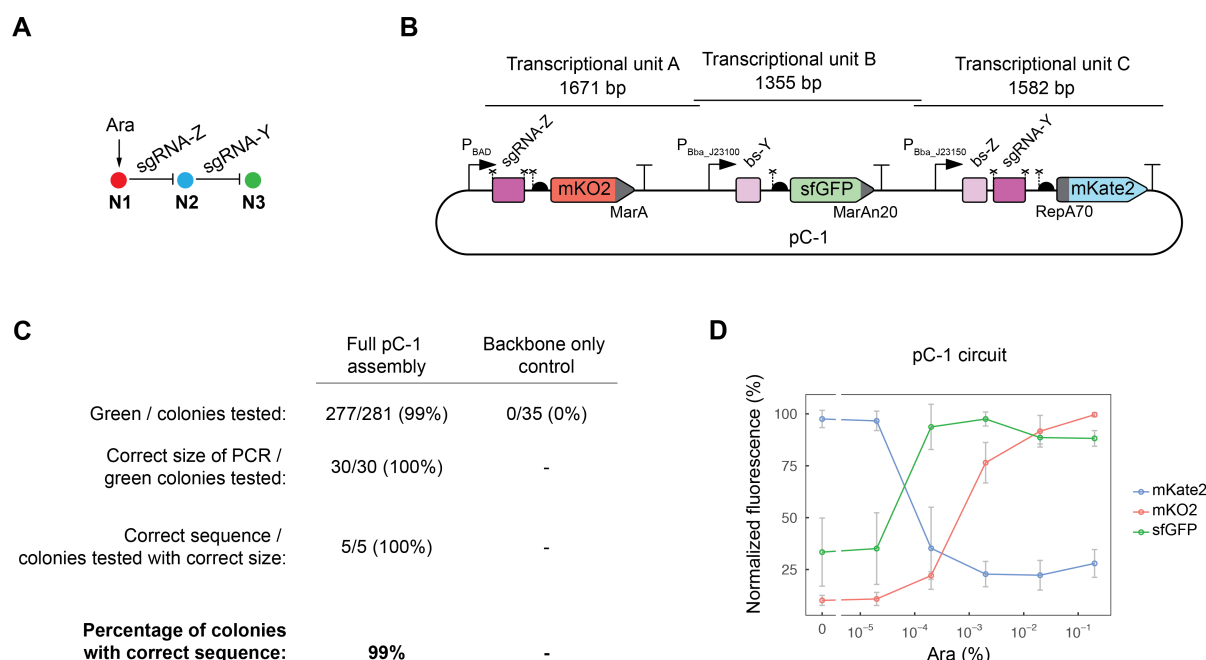 A
Ara
sgRNA-Z
sgRNA-Y
N1
N2
N3
B
Transcriptional unit A
1671 bp
Transcriptional unit B
1355 bp
Transcriptional unit C
1582 bp
PBAD
sgRNA-Z
PBba_J23100
bs-Y
PBba_J23150
bs-Z
sgRNA-Y
mKO2
sfGFP
mKate2
MarA
MarAn20
RepA70
pC-1
C
Full pC-1
assembly
Backbone only
control
Green / colonies tested: 277/281 (99%) 0/35 (0%)
Correct size of PCR /
green colonies tested: 30/30 (100%) -
Correct sequence /
colonies tested with correct size: 5/5 (100%) -
Percentage of colonies
with correct sequence: 99% -
D
pC-1 circuit
Normalized fluorescence (%)
100
75
50
25
0 10⁻⁵ 10⁻⁴ 10⁻³ 10⁻² 10⁻¹
Ara (%)
mKate2
mKO2
sfGFP